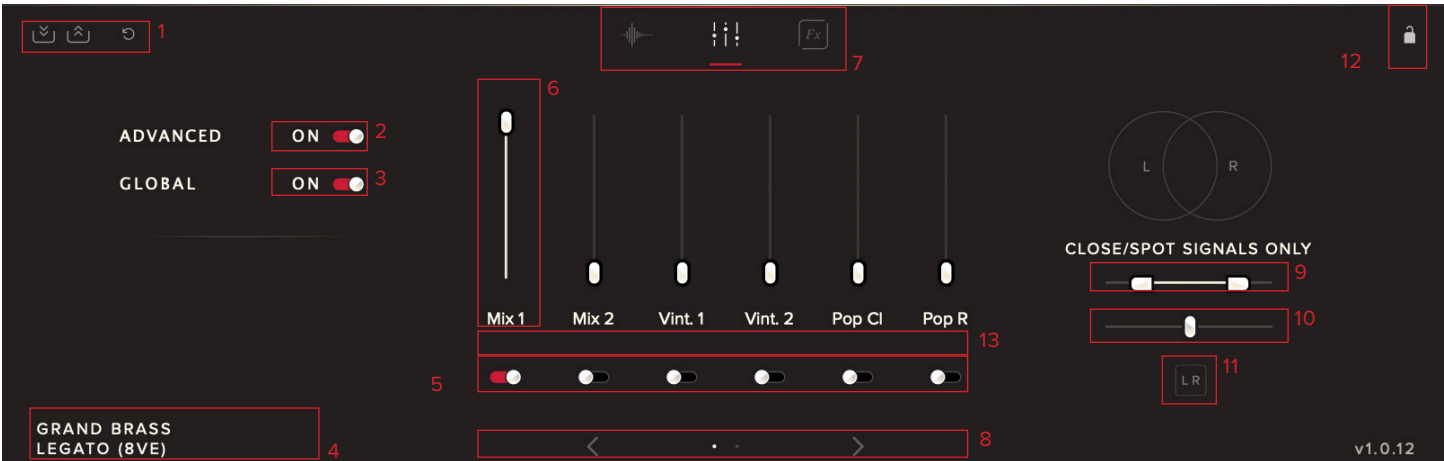 1
Fx
7
12
ADVANCED ON 2
GLOBAL ON 3
6
L R
CLOSE/SPOT SIGNALS ONLY
9
10
Mix 1 Mix 2 Vint. 1 Vint. 2 Pop Cl Pop R
13
5
L R 11
GRAND BRASS
LEGATO (8VE) 4
8
v1.0.12